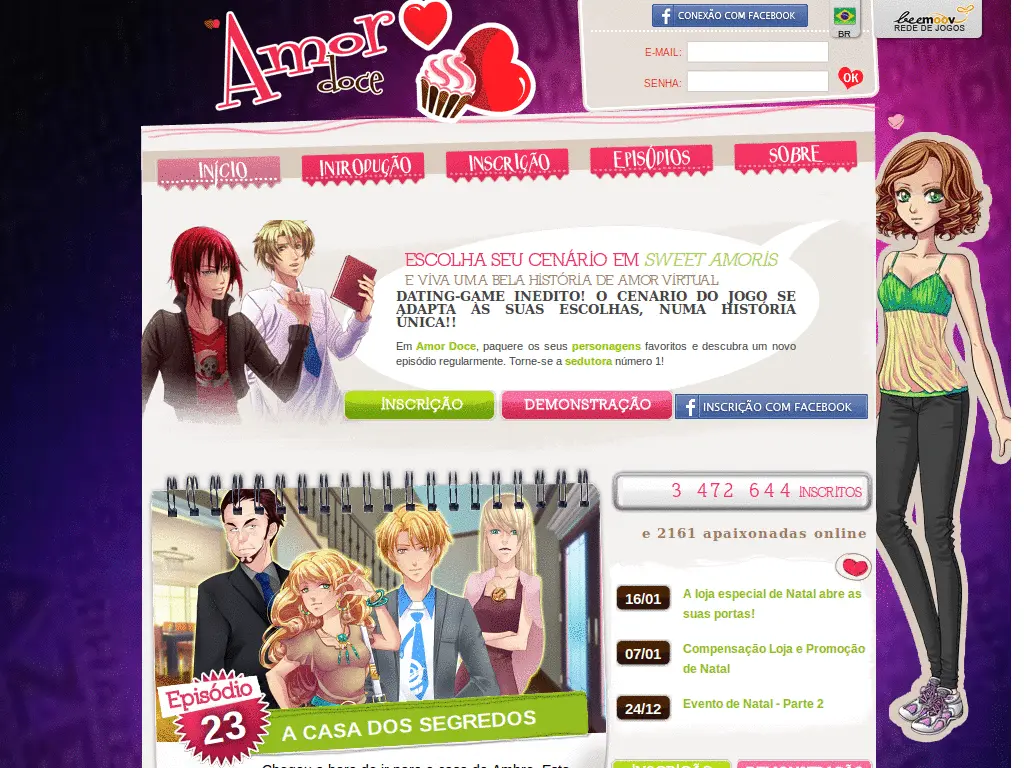 Amor
doce
CONEXÃO COM FACEBOOK
BR
beemoov
REDE DE JOGOS
E-MAIL:
SENHA:
OK
INÍCIO
INTRODUÇÃO
INSCRIÇÃO
EPISÓDIOS
SOBRE
ESCOLHA SEU CENÁRIO EM SWEET AMORIS
E VIVA UMA BELA HISTÓRIA DE AMOR VIRTUAL
DATING-GAME INEDITO! O CENARIO DO JOGO SE
ADAPTA ÀS SUAS ESCOLHAS, NUMA HISTÓRIA
ÚNICA!!
Em Amor Doce, paquere os seus personagens favoritos e descubra um novo
episódio regularmente. Torne-se a sedutora número 1!
INSCRIÇÃO
DEMONSTRAÇÃO
INSCRIÇÃO COM FACEBOOK
3 472 644 INSCRITOS
e 2161 apaixonadas online
16/01
A loja especial de Natal abre as
suas portas!
07/01
Compensação Loja e Promoção
de Natal
24/12
Evento de Natal - Parte 2
Episódio
23
A CASA DOS SEGREDOS